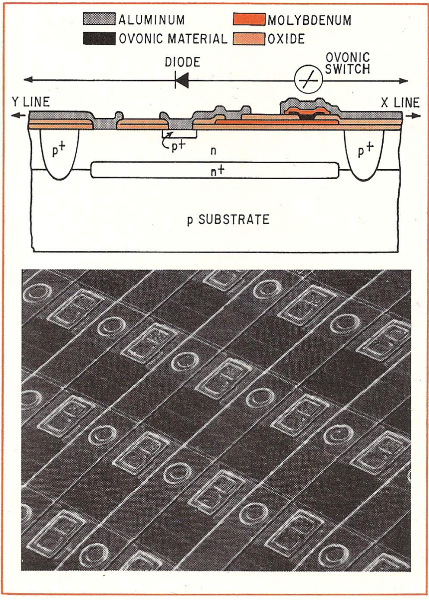 ALUMINUM MOLYBDENUM
OVONIC MATERIAL OXIDE
DIODE OVONIC
SWITCH
Y LINE X LINE
p+ p+ n p+
n+
p SUBSTRATE